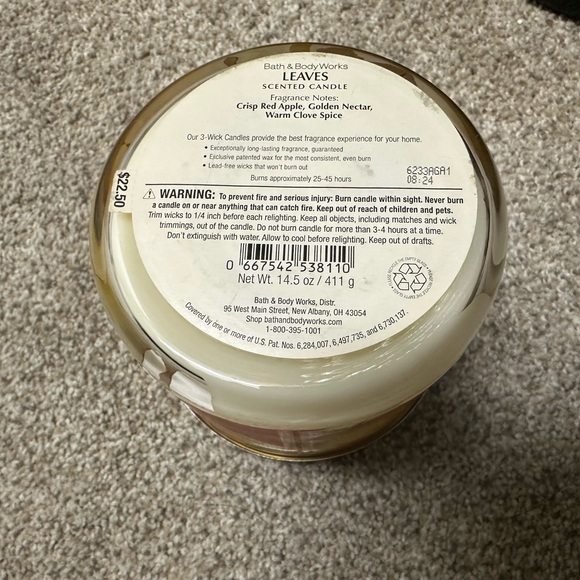 Bath & Body Works
LEAVES
SCENTED CANDLE
Fragrance Notes:
Crisp Red Apple, Golden Nectar,
Warm Clove Spice
Our 3-Wick Candles provide the best fragrance experience for your home.
• Exceptionally long-lasting fragrance, guaranteed
• Exclusive patented wax for the most consistent, even burn
• Lead-free wicks that won't burn out
Burns approximately 25-45 hours
6233AGA1
08:24
$22.50
WARNING: To prevent fire and serious injury: Burn candle within sight. Never burn
a candle on or near anything that can catch fire. Keep out of reach of children and pets.
Trim wicks to 1/4 inch before each relighting. Keep all objects, including matches and wick
trimmings, out of the candle. Do not burn candle for more than 3-4 hours at a time.
Don't extinguish with water. Allow to cool before relighting. Keep out of drafts.
0 667542 538110
Net Wt. 14.5 oz / 411 g
Bath & Body Works, Distr.
95 West Main Street, New Albany, OH 43054
Shop bathandbodyworks.com
1-800-395-1001
Covered by one or more of U.S. Pat. Nos. 6,284,007, 6,497,735, and 6,730,137.